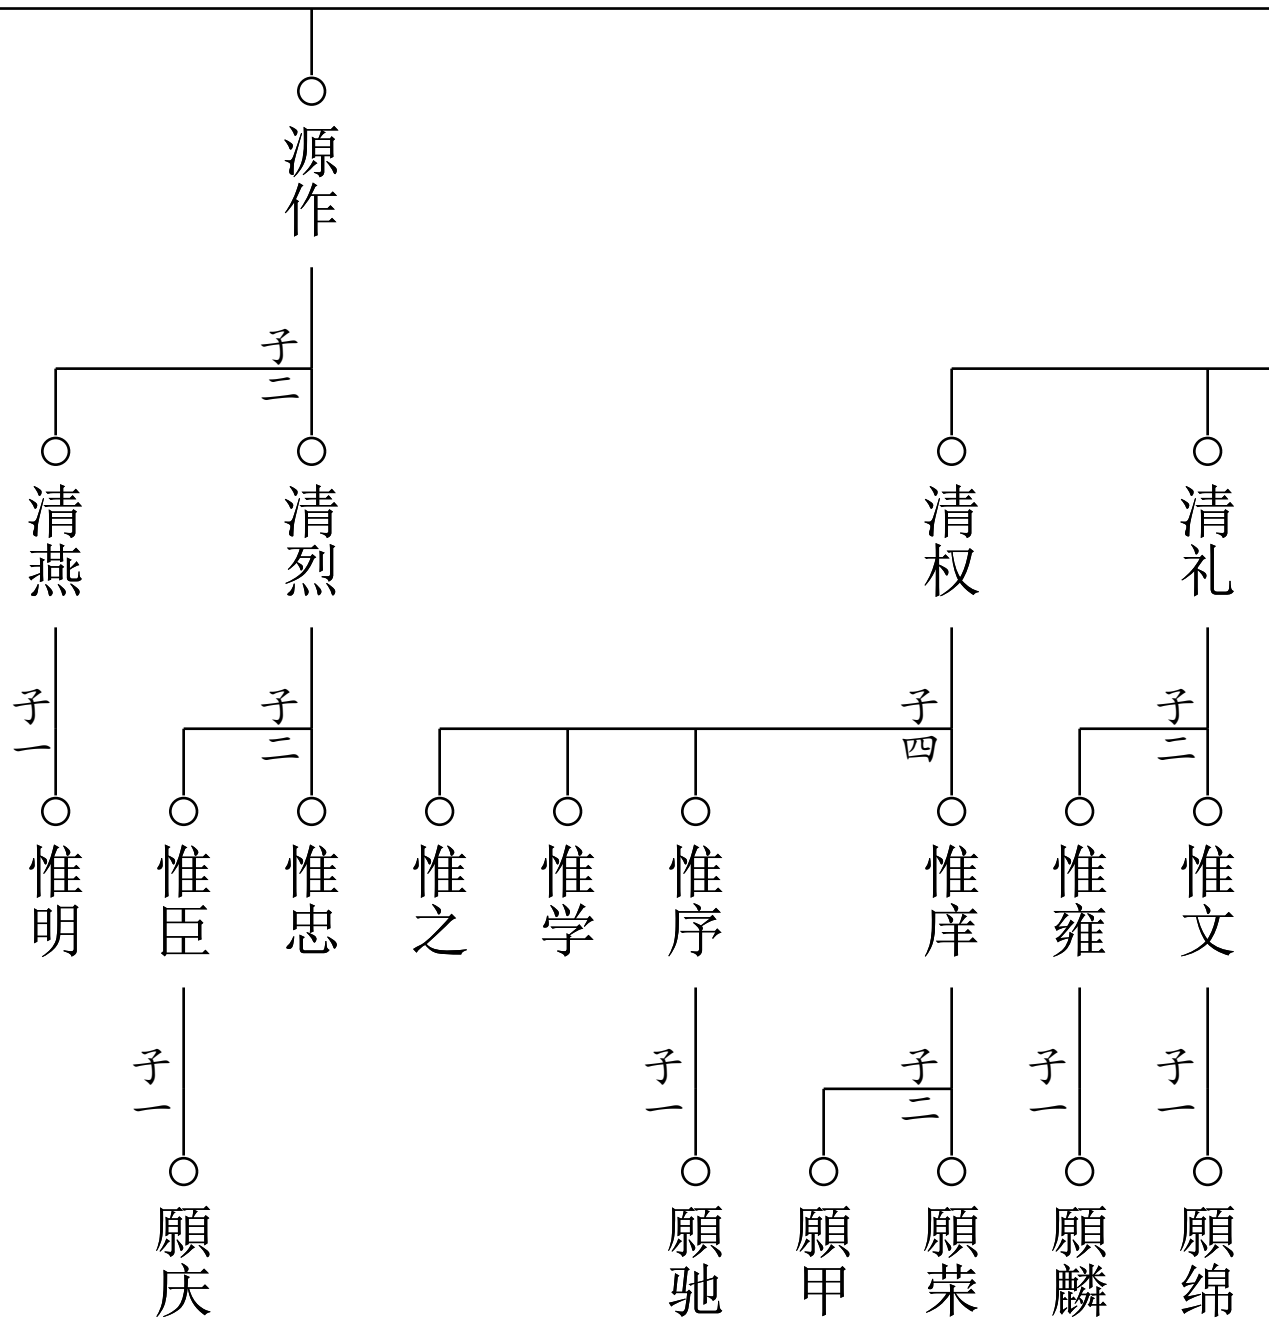 源作
子二
清燕
清烈
清权
清礼
子一
子二
子四
子二
惟明
惟臣
惟忠
惟之
惟学
惟序
惟庠
惟雍
惟文
子一
子一
子二
子一
子一
願庆
願驰
願甲
願荣
願麟
願绵